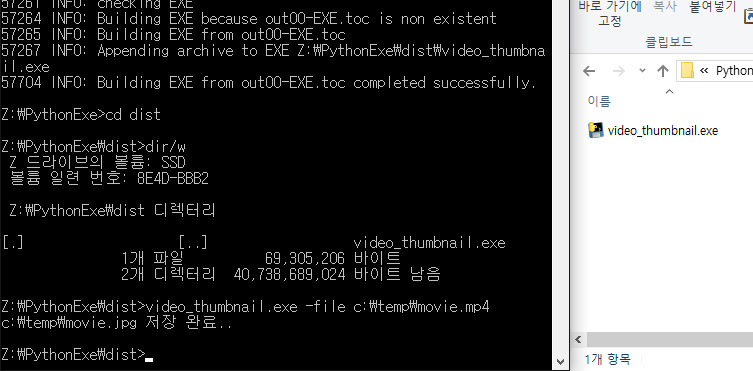 57261 INFO: checking EXE
57264 INFO: Building EXE because out00-EXE.toc is non existent
57265 INFO: Building EXE from out00-EXE.toc
57267 INFO: Appending archive to EXE Z:₩PythonExe₩dist₩video_thumbna
il.exe
57704 INFO: Building EXE from out00-EXE.toc completed successfully.
Z:₩PythonExe>cd dist
Z:₩PythonExe₩dist>dir/w
Z 드라이브의 볼륨: SSD
볼륨 일련 번호: 8E4D-BBB2
Z:₩PythonExe₩dist 디렉터리
[.] [..] video_thumbnail.exe
1개 파일 69,305,206 바이트
2개 디렉터리 40,738,689,024 바이트 남음
Z:₩PythonExe₩dist>video_thumbnail.exe -file c:₩temp₩movie.mp4
c:₩temp₩movie.jpg 저장 완료..
Z:₩PythonExe₩dist>
바로 가기에
고정
복사
붙여넣기
클립보드
« Python
이름
video_thumbnail.exe
1개 항목